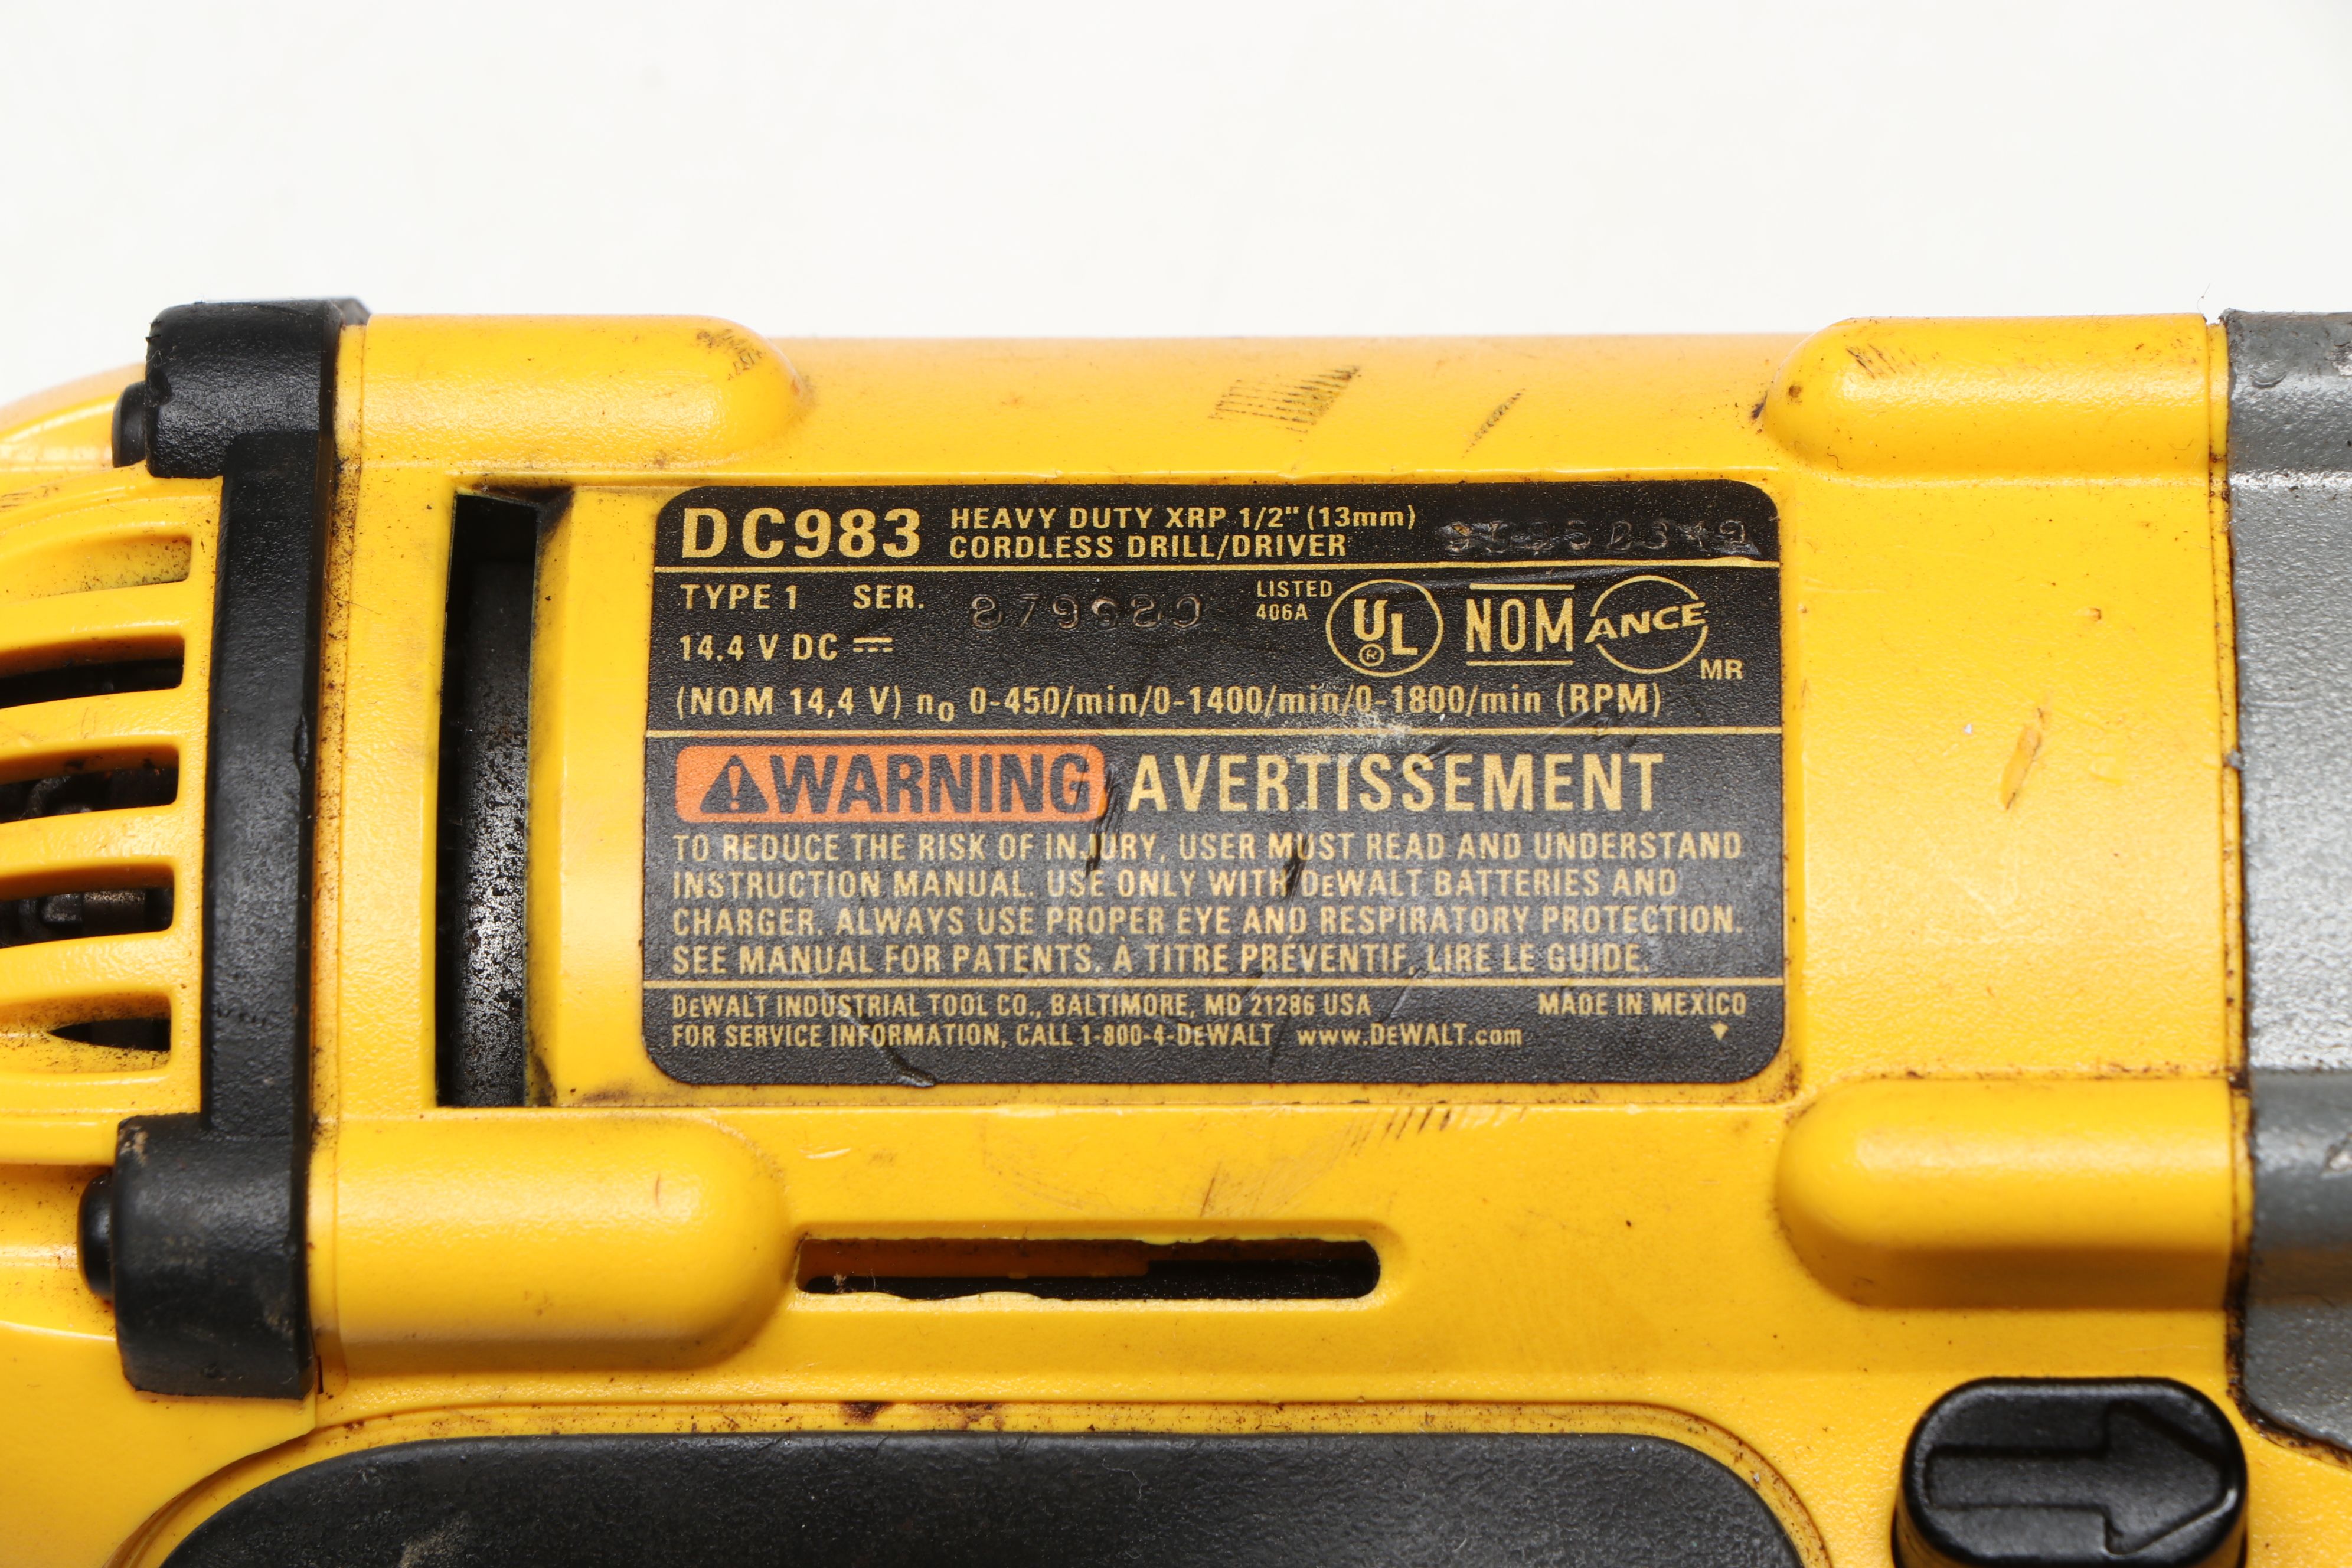 DC983 HEAVY DUTY XRP 1/2" (13mm)
CORDLESS DRILL/DRIVER
TYPE 1 SER. 879989 LISTED
406A
UL ® NOM ANCE MR
14.4 V DC
(NOM 14,4 V) n0 0-450/min/0-1400/min/0-1800/min (RPM)
WARNING AVERTISSEMENT
TO REDUCE THE RISK OF INJURY, USER MUST READ AND UNDERSTAND
INSTRUCTION MANUAL. USE ONLY WITH DEWALT BATTERIES AND
CHARGER. ALWAYS USE PROPER EYE AND RESPIRATORY PROTECTION.
SEE MANUAL FOR PATENTS. À TITRE PRÉVENTIF, LIRE LE GUIDE.
DEWALT INDUSTRIAL TOOL CO., BALTIMORE, MD 21286 USA MADE IN MEXICO
FOR SERVICE INFORMATION, CALL 1-800-4-DEWALT www.DEWALT.com